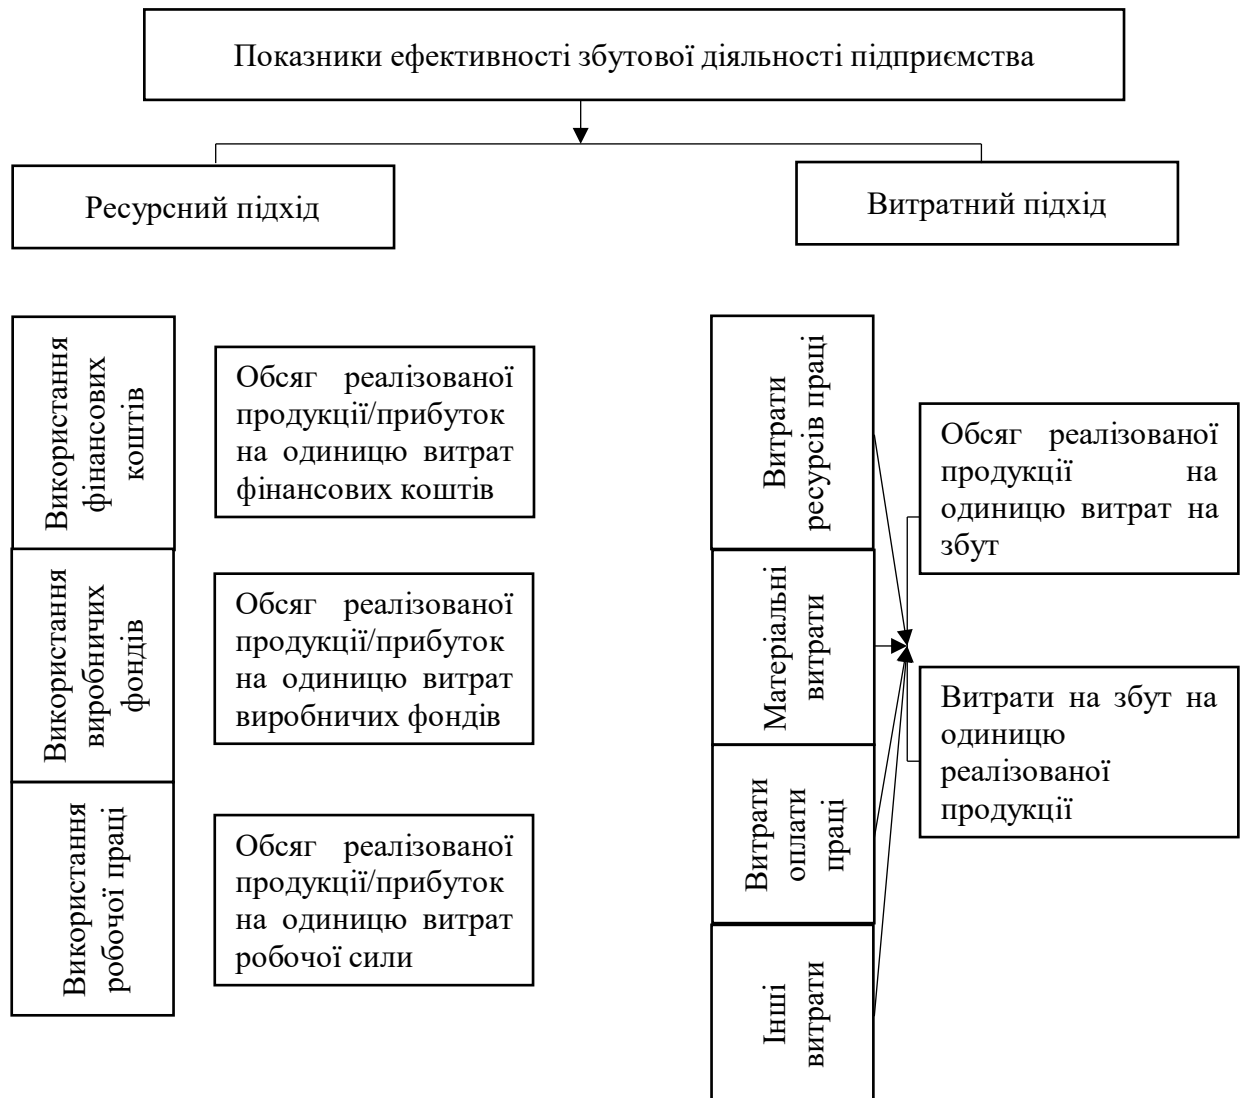 Показники ефективності збутової діяльності підприємства
Ресурсний підхід
Витратний підхід
Використання
фінансових
коштів
Обсяг реалізованої
продукції/прибуток
на одиницю витрат
фінансових коштів
Використання
виробничих
фондів
Обсяг реалізованої
продукції/прибуток
на одиницю витрат
виробничих фондів
Використання
робочої праці
Обсяг реалізованої
продукції/прибуток
на одиницю витрат
робочої сили
Витрати
ресурсів праці
Матеріальні
витрати
Витрати
оплати
праці
Інші
витрати
Обсяг реалізованої
продукції на
одиницю витрат на
збут
Витрати на збут на
одиницю
реалізованої
продукції